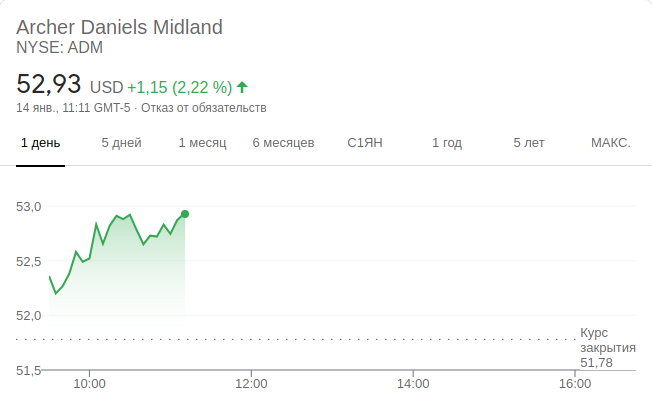 Archer Daniels Midland
NYSE: ADM
52,93 USD +1,15 (2,22 %)
14 янв., 11:11 GMT-5 · Отказ от обязательств
1 день 5 дней 1 месяц 6 месяцев С1ЯН 1 год 5 лет МАКС.
53,0
52,5
52,0
Курс
закрытия
51,78
51,5
10:00 12:00 14:00 16:00